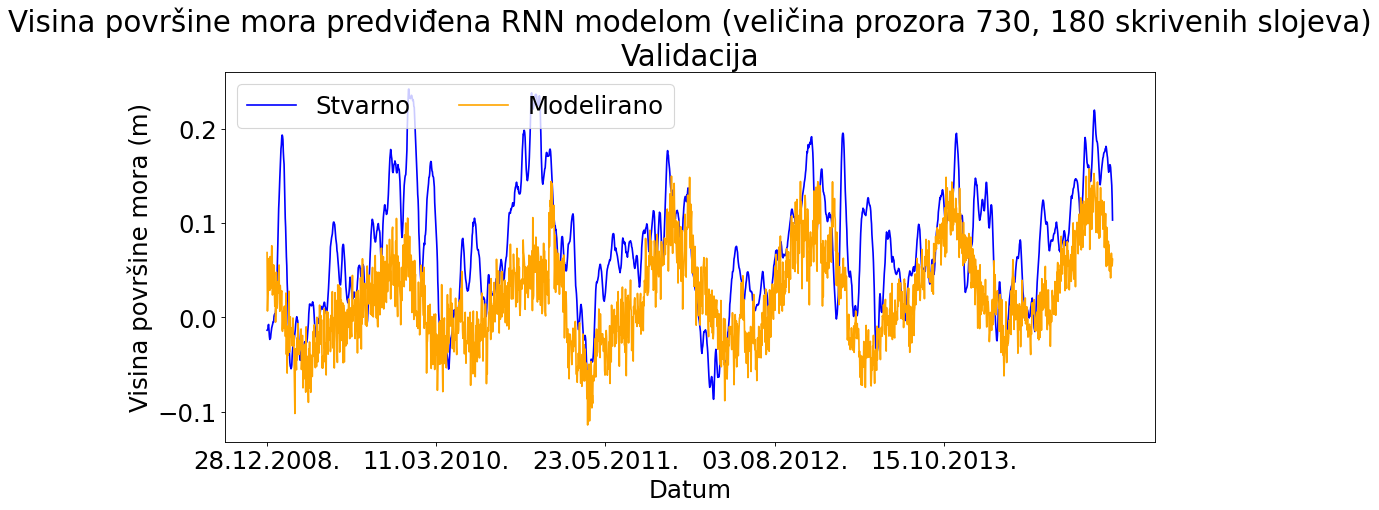 Visina površine mora predviđena RNN modelom (veličina prozora 730, 180 skrivenih slojeva)
Validacija
Stvarno Modelirano
Visina površine mora (m)
0.2
0.1
0.0
−0.1
28.12.2008. 11.03.2010. 23.05.2011. 03.08.2012. 15.10.2013.
Datum